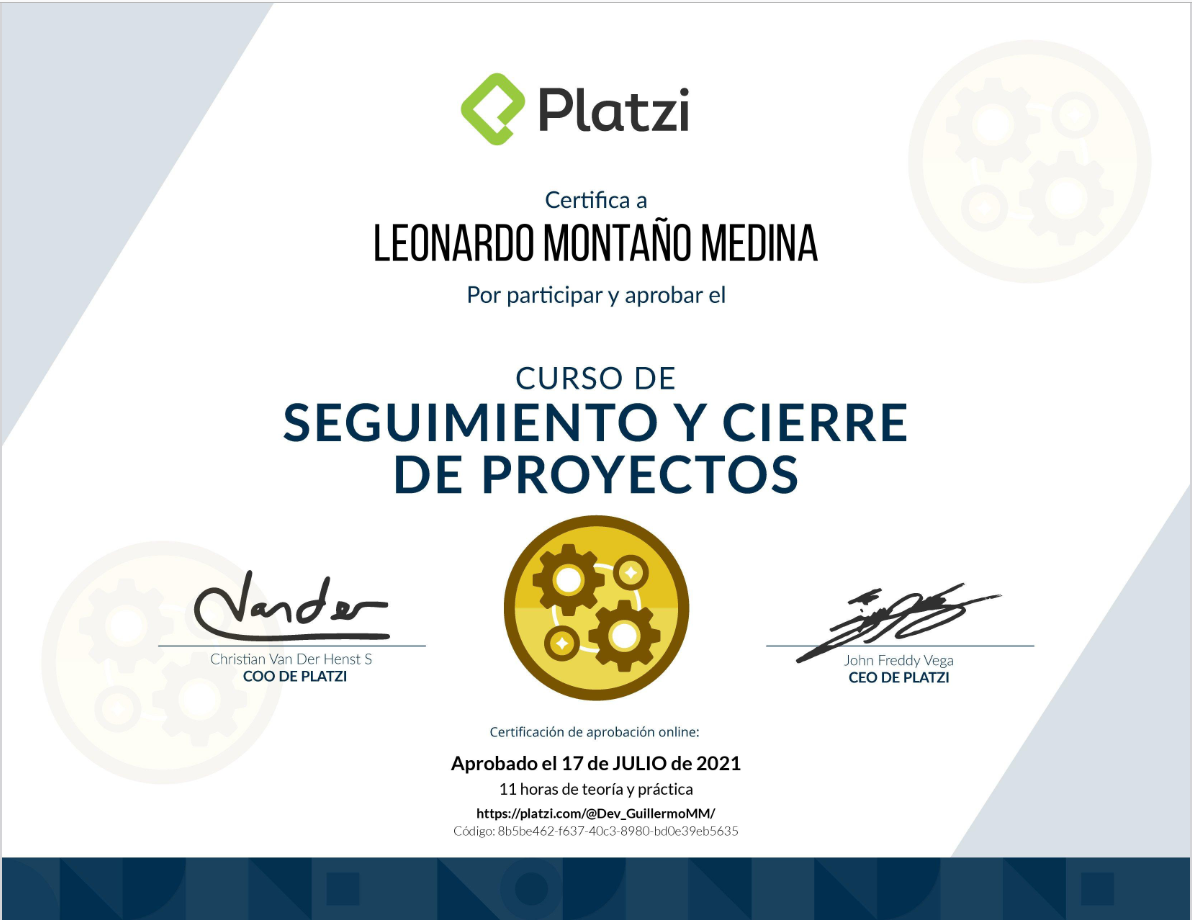 Platzi
Certifica a
LEONARDO MONTAÑO MEDINA
Por participar y aprobar el
CURSO DE
SEGUIMIENTO Y CIERRE
DE PROYECTOS
Vander
Christian Van Der Henst S
COO DE PLATZI
John Freddy Vega
CEO DE PLATZI
Certificación de aprobación online:
Aprobado el 17 de JULIO de 2021
11 horas de teoría y práctica
https://platzi.com/@Dev_GuillermoMM/
Código: 8b5be462-f637-40c3-8980-bd0e39eb5635